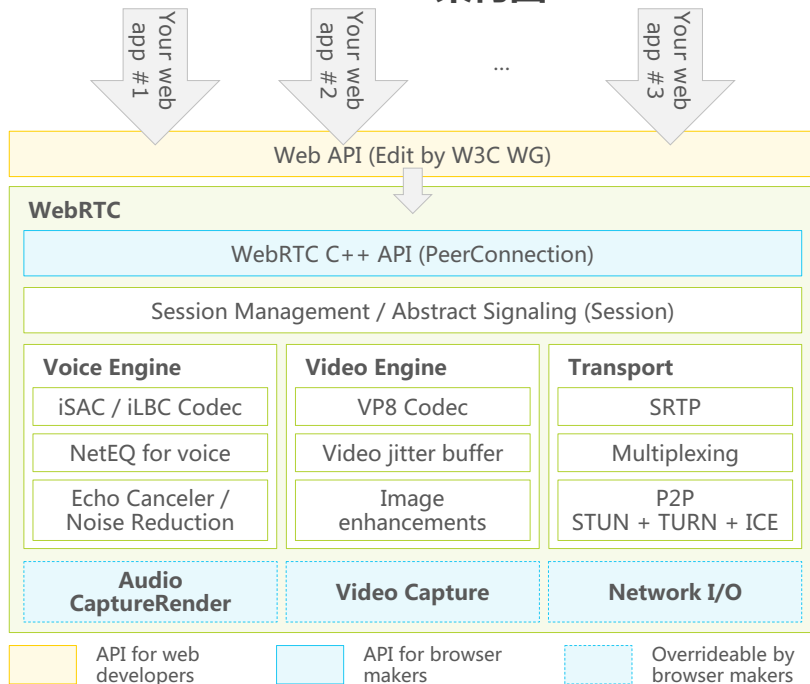 架构图
Your web
app #1
Your web
app #2
...
Your web
app #3
Web API (Edit by W3C WG)
WebRTC
WebRTC C++ API (PeerConnection)
Session Management / Abstract Signaling (Session)
Voice Engine
iSAC / iLBC Codec
NetEQ for voice
Echo Canceler /
Noise Reduction
Video Engine
VP8 Codec
Video jitter buffer
Image
enhancements
Transport
SRTP
Multiplexing
P2P
STUN + TURN + ICE
Audio
CaptureRender
Video Capture
Network I/O
API for web
developers
API for browser
makers
Overrideable by
browser makers